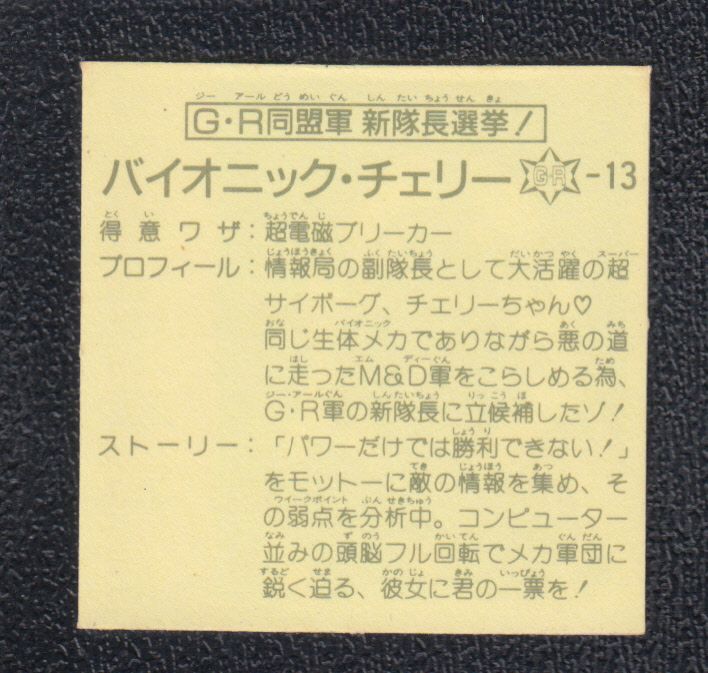 G・R同盟軍 新隊長選挙！
バイオニック・チェリー G・R -13
得意ワザ：超電磁ブリーカー
プロフィール：情報局の副隊長として大活躍の超
サイボーグ、チェリーちゃん♡
同じ生体メカでありながら悪の道
に走ったM&D軍をこらしめる為、
G・R軍の新隊長に立候補したゾ！
ストーリー：「パワーだけでは勝利できない！」
をモットーに敵の情報を集め、そ
の弱点を分析中。コンピューター
並みの頭脳フル回転でメカ軍団に
鋭く迫る、彼女に君の一票を！